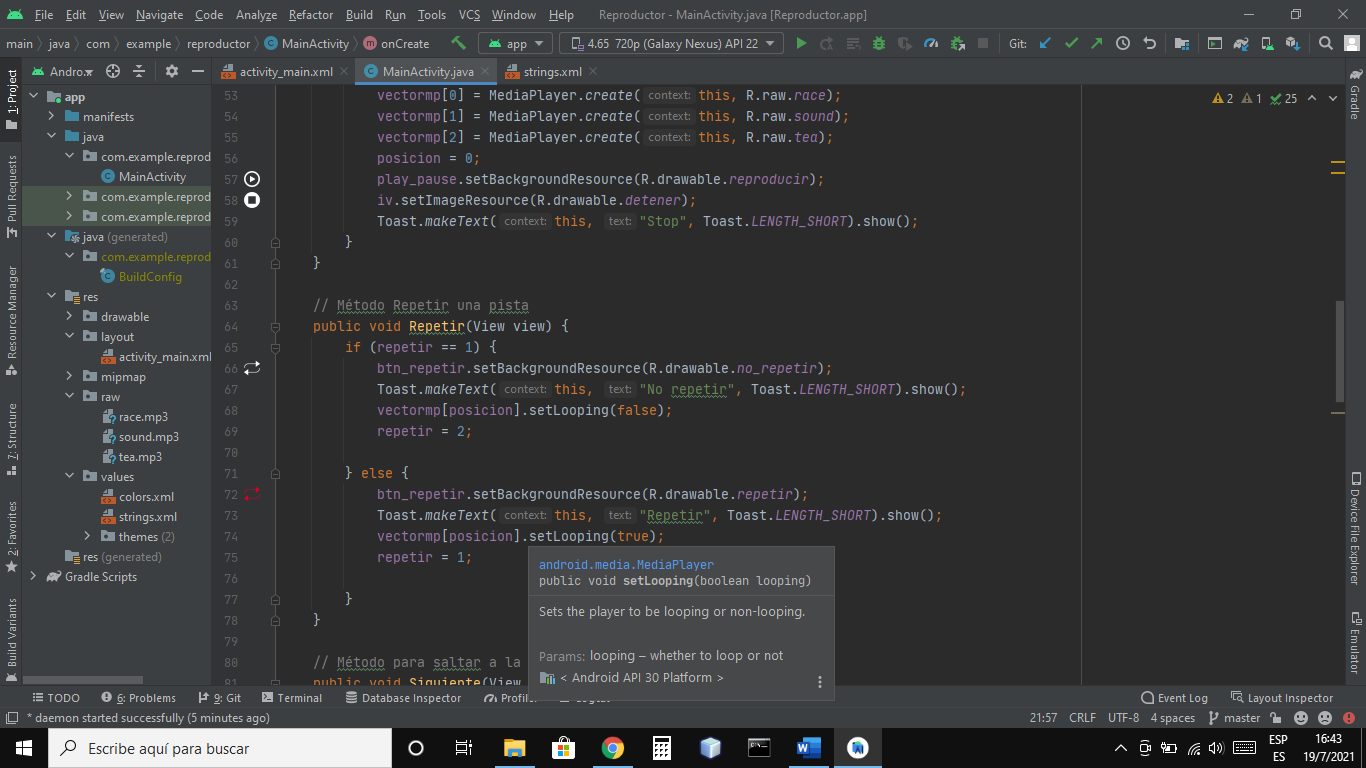 File Edit View Navigate Code Analyze Refactor Build Run Tools VCS Window Help Reproductor - MainActivity.java [Reproductor.app]
main java com example reproductor MainActivity onCreate app 4.65 720p (Galaxy Nexus) API 22 Git:
1: Project
Andro...
activity_main.xml MainActivity.java strings.xml
Gradle
app
manifests
java
com.example.reprod
MainActivity
com.example.reprod
com.example.reprod
java (generated)
com.example.reprod
BuildConfig
res
drawable
layout
activity_main.xml
mipmap
raw
race.mp3
sound.mp3
tea.mp3
values
colors.xml
strings.xml
themes (2)
res (generated)
Gradle Scripts
Pull Requests
Resource Manager
7: Structure
2: Favorites
Build Variants
2 1 25
53 vectormp[0] = MediaPlayer.create( context: this, R.raw.race);
54 vectormp[1] = MediaPlayer.create( context: this, R.raw.sound);
55 vectormp[2] = MediaPlayer.create( context: this, R.raw.tea);
56 posicion = 0;
57 play_pause.setBackgroundResource(R.drawable.reproducir);
58 iv.setImageResource(R.drawable.detener);
59 Toast.makeText( context: this, text: "Stop", Toast.LENGTH_SHORT).show();
60 }
61 }
62
63 // Método Repetir una pista
64 public void Repetir(View view) {
65 if (repetir == 1) {
66 btn_repetir.setBackgroundResource(R.drawable.no_repetir);
67 Toast.makeText( context: this, text: "No repetir", Toast.LENGTH_SHORT).show();
68 vectormp[posicion].setLooping(false);
69 repetir = 2;
70
71 } else {
72 btn_repetir.setBackgroundResource(R.drawable.repetir);
73 Toast.makeText( context: this, text: "Repetir", Toast.LENGTH_SHORT).show();
74 vectormp[posicion].setLooping(true);
75 repetir = 1;
76
77 }
78 }
79
80 // Método para saltar a la
81 public void Siguiente(View
android.media.MediaPlayer
public void setLooping(boolean looping)
Sets the player to be looping or non-looping.
Params: looping – whether to loop or not
< Android API 30 Platform >
Device File Explorer
Emulator
TODO 6: Problems 9: Git Terminal Database Inspector Profil Event Log Layout Inspector
* daemon started successfully (5 minutes ago) 21:57 CRLF UTF-8 4 spaces master
Escribe aquí para buscar
ESP
ES
16:43
19/7/2021